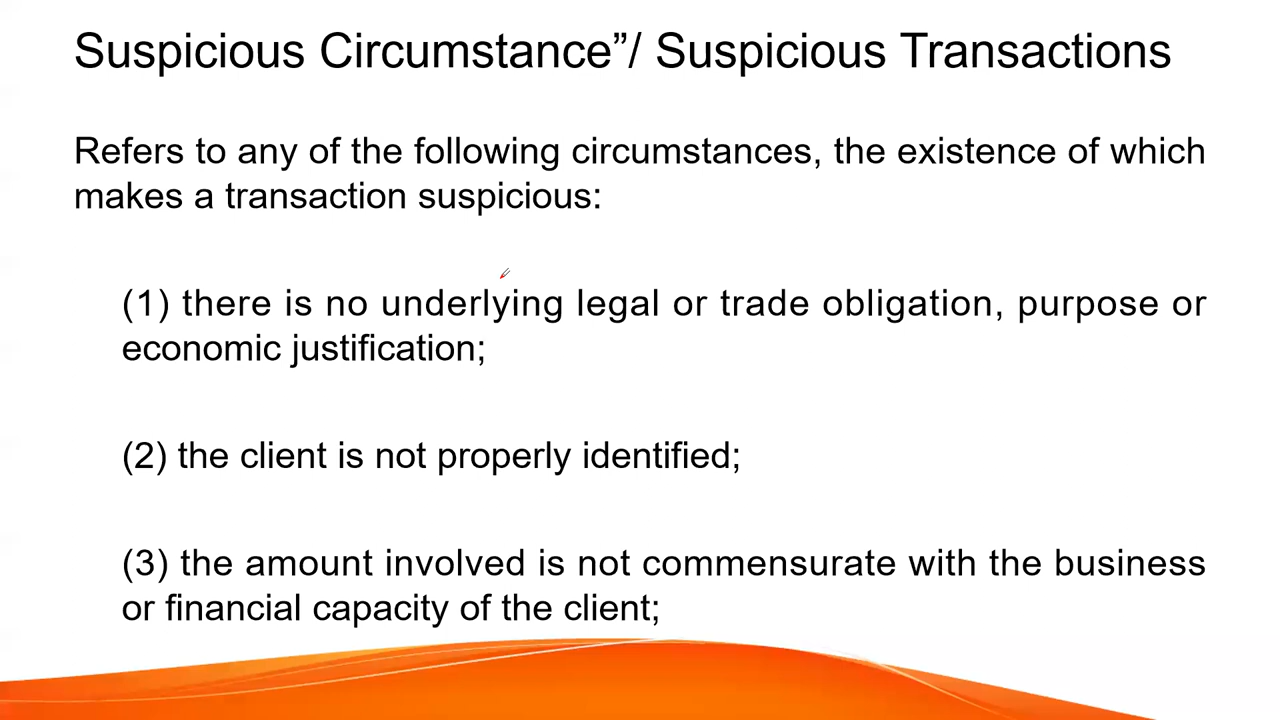 Suspicious Circumstance”/ Suspicious Transactions
Refers to any of the following circumstances, the existence of which
makes a transaction suspicious:
(1) there is no underlying legal or trade obligation, purpose or
economic justification;
(2) the client is not properly identified;
(3) the amount involved is not commensurate with the business
or financial capacity of the client;